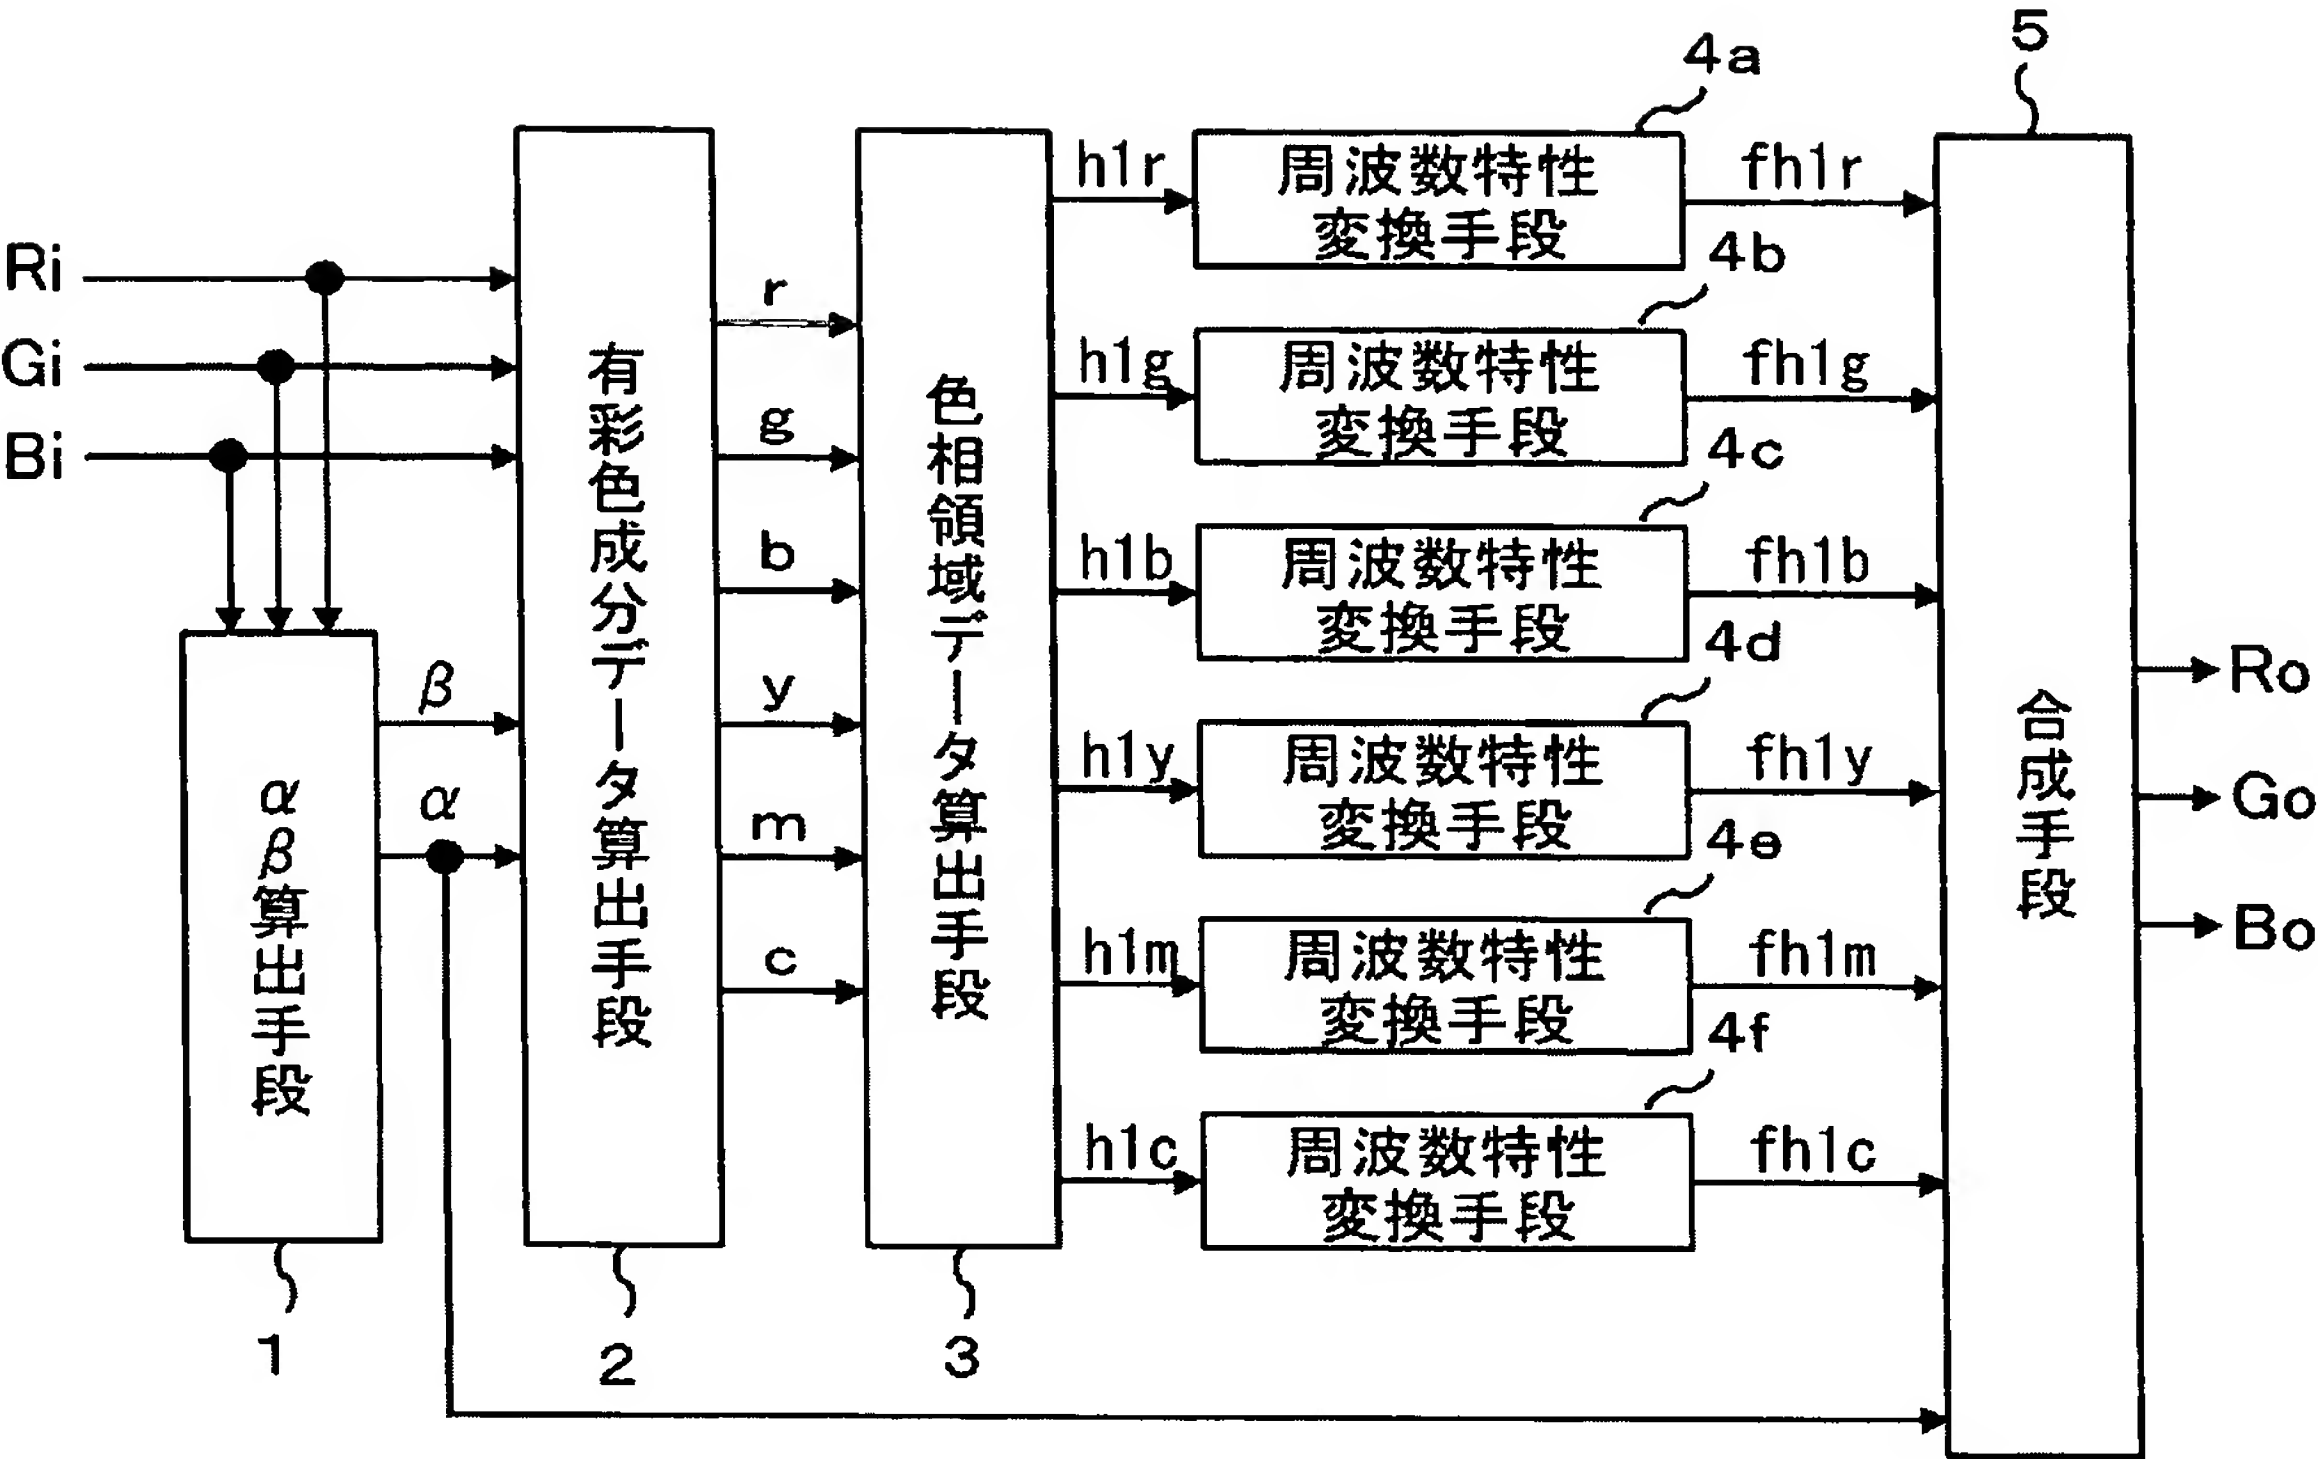 Ri
Gi
Bi
αβ算出手段
1
β
α
有彩色成分データ算出手段
2
r
g
b
y
m
c
色相領域データ算出手段
3
h1r
h1g
h1b
h1y
h1m
h1c
4a
周波数特性
変換手段
4b
周波数特性
変換手段
4c
周波数特性
変換手段
4d
周波数特性
変換手段
4e
周波数特性
変換手段
4f
周波数特性
変換手段
fh1r
fh1g
fh1b
fh1y
fh1m
fh1c
5
合成手段
Ro
Go
Bo